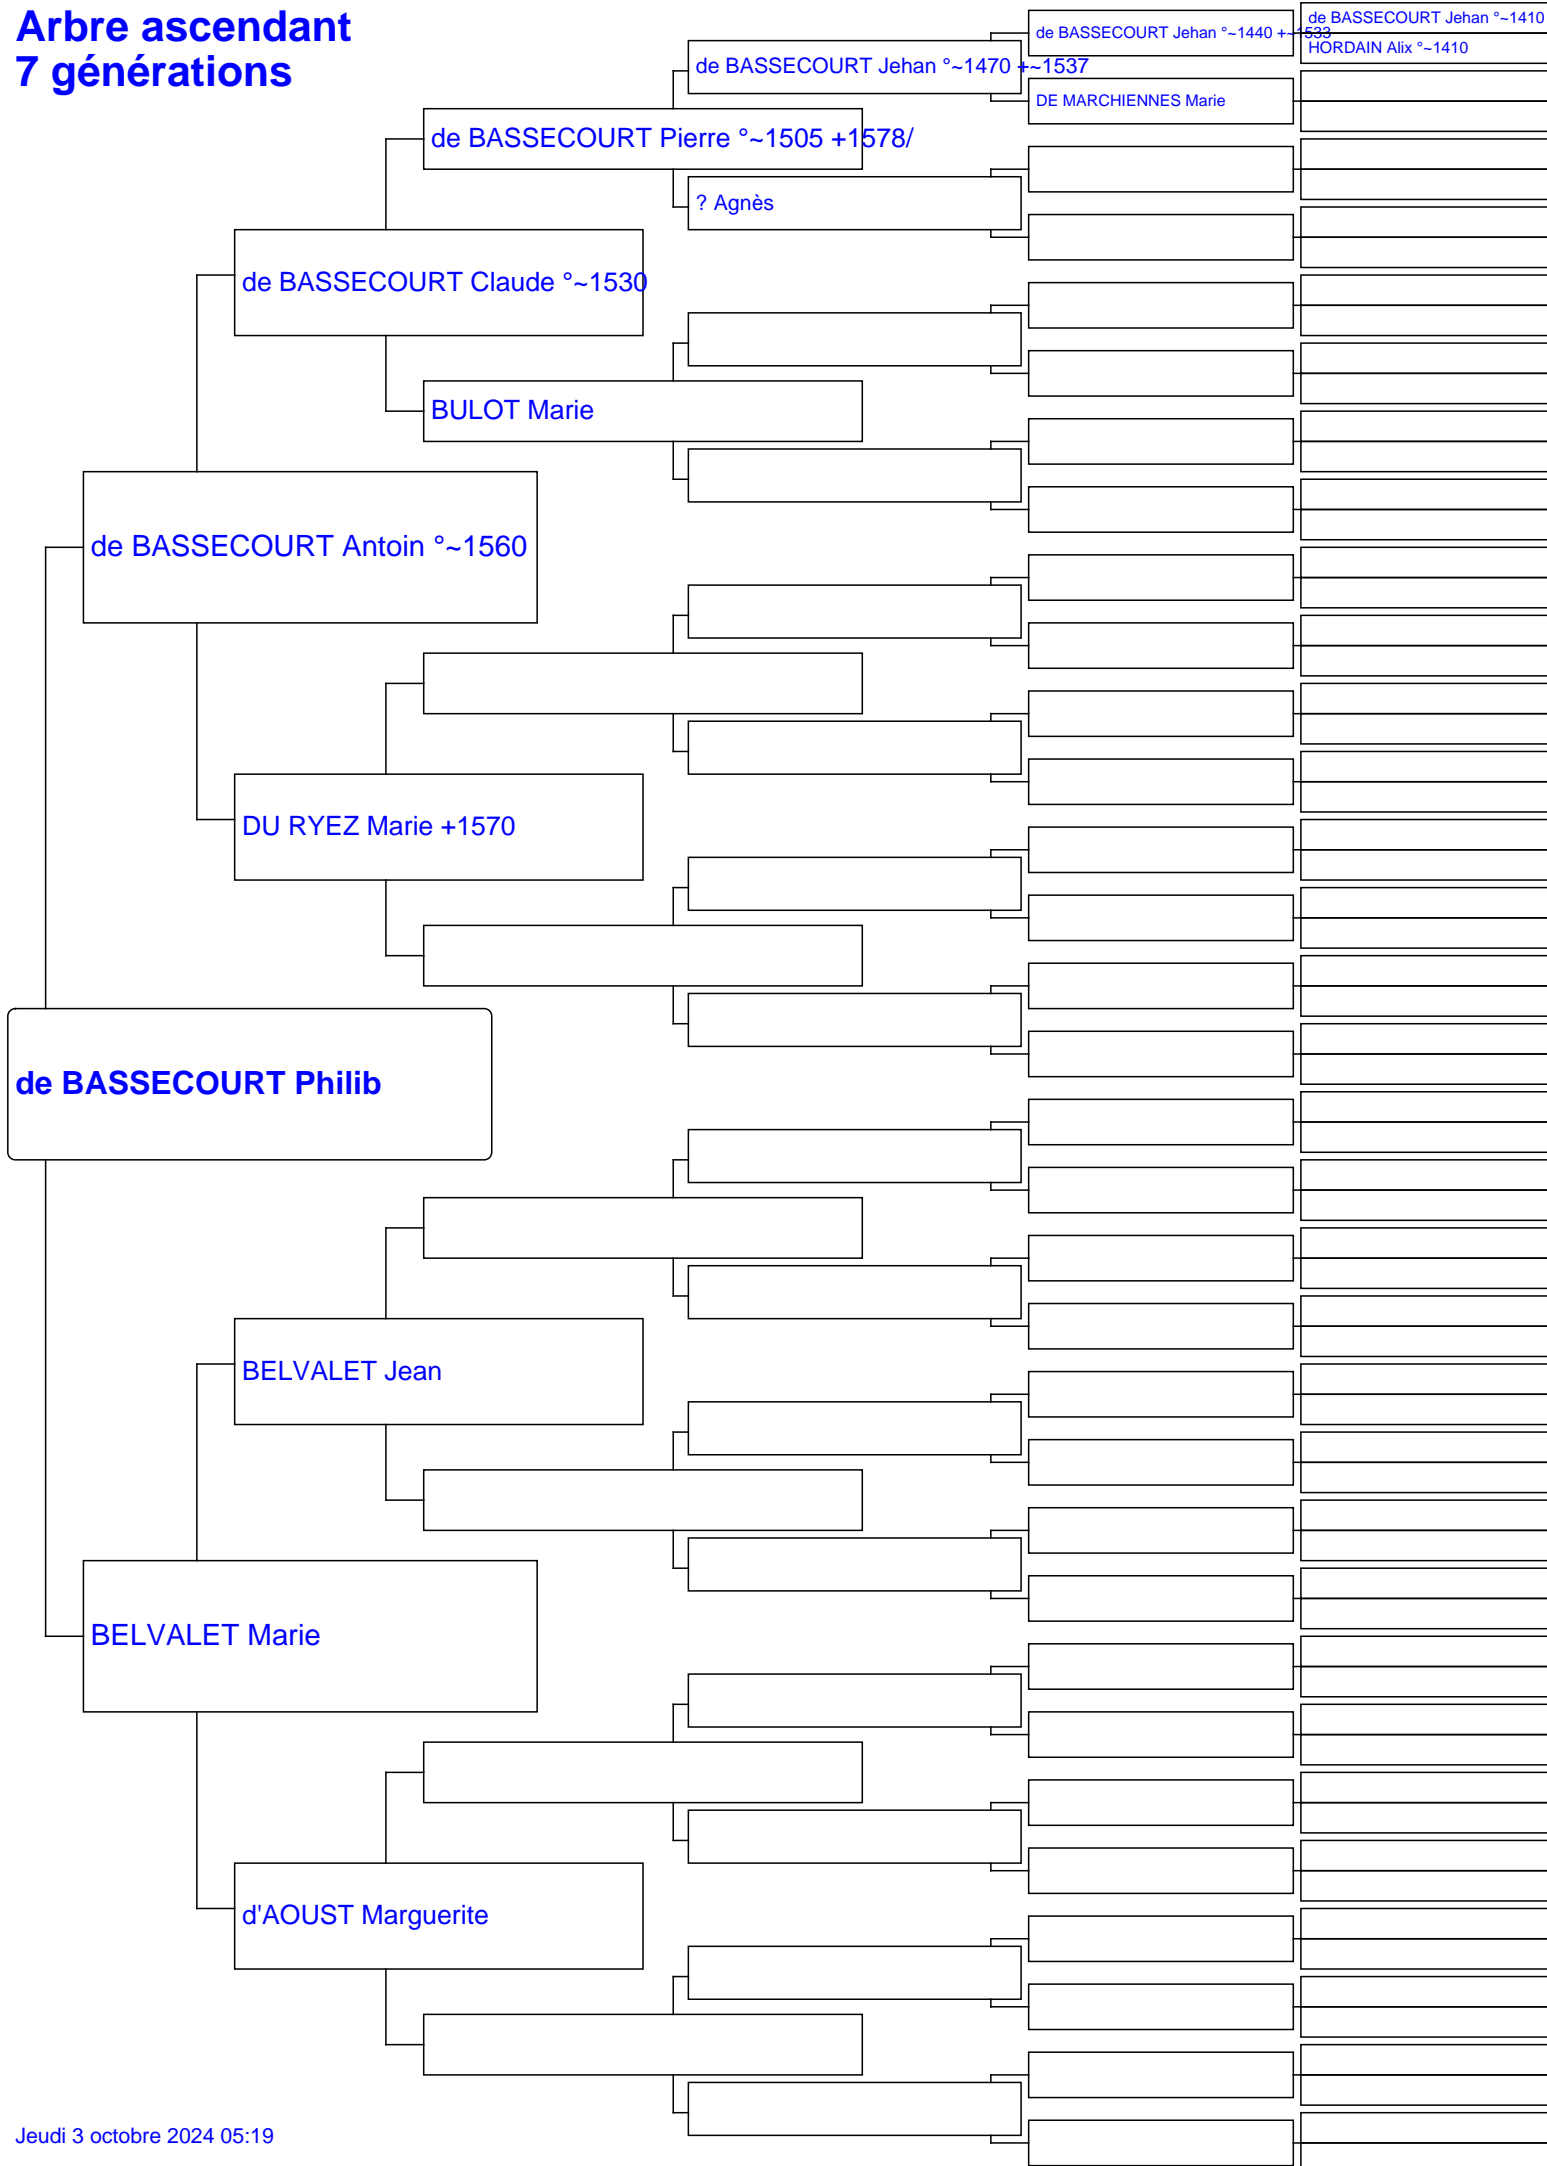 Arbre ascendant
7 générations
de BASSECOURT Jehan °~1410
de BASSECOURT Jehan °~1440 +~1533
HORDAIN Alix °~1410
de BASSECOURT Jehan °~1470 +~1537
DE MARCHIENNES Marie
de BASSECOURT Pierre °~1505 +1578/
? Agnès
de BASSECOURT Claude °~1530
BULOT Marie
de BASSECOURT Antoin °~1560
DU RYEZ Marie +1570
de BASSECOURT Philib
BELVALET Jean
BELVALET Marie
d'AOUST Marguerite
Jeudi 3 octobre 2024 05:19